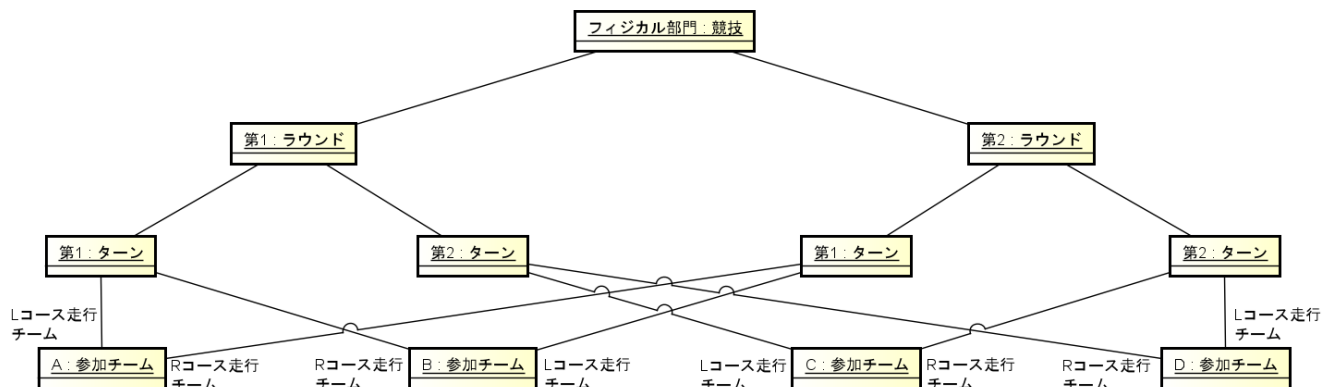 フィジカル部門 : 競技
第1 : ラウンド
第2 : ラウンド
第1 : ターン
第2 : ターン
第1 : ターン
第2 : ターン
Lコース走行
チーム
Lコース走行
チーム
A : 参加チーム
Rコース走行
チーム
Rコース走行
チーム
B : 参加チーム
Lコース走行
チーム
Lコース走行
チーム
C : 参加チーム
Rコース走行
チーム
Rコース走行
チーム
D : 参加チーム